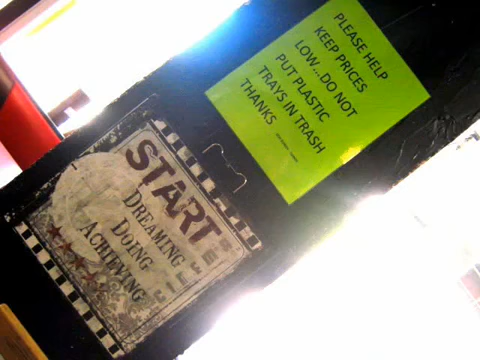 PLEASE HELP
KEEP PRICES
LOW...DO NOT
PUT PLASTIC
TRAYS IN TRASH
THANKS
START
DREAMING
DOING
ACHIEVING